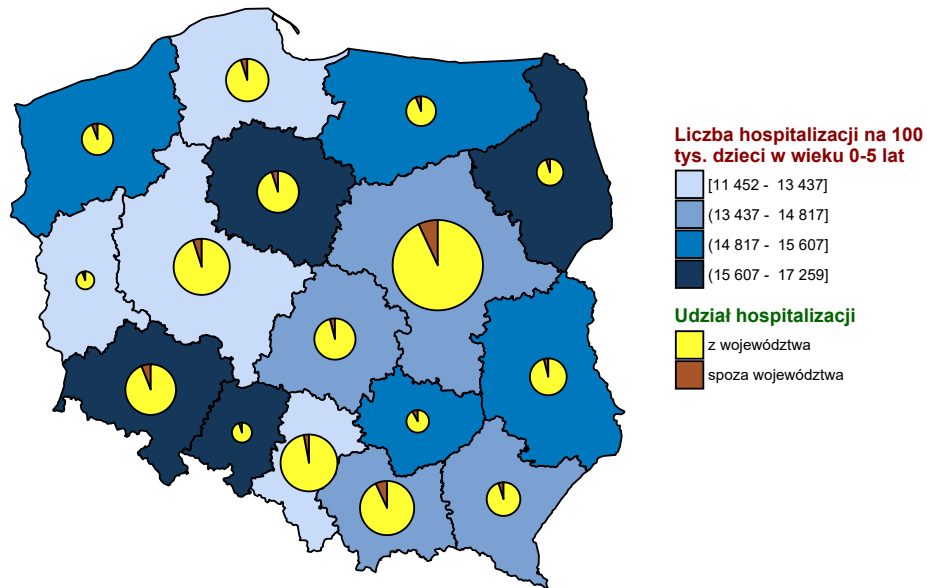 Liczba hospitalizacji na 100
tys. dzieci w wieku 0-5 lat
[11 452 - 13 437]
(13 437 - 14 817]
(14 817 - 15 607]
(15 607 - 17 259]
Udział hospitalizacji
z województwa
spoza województwa